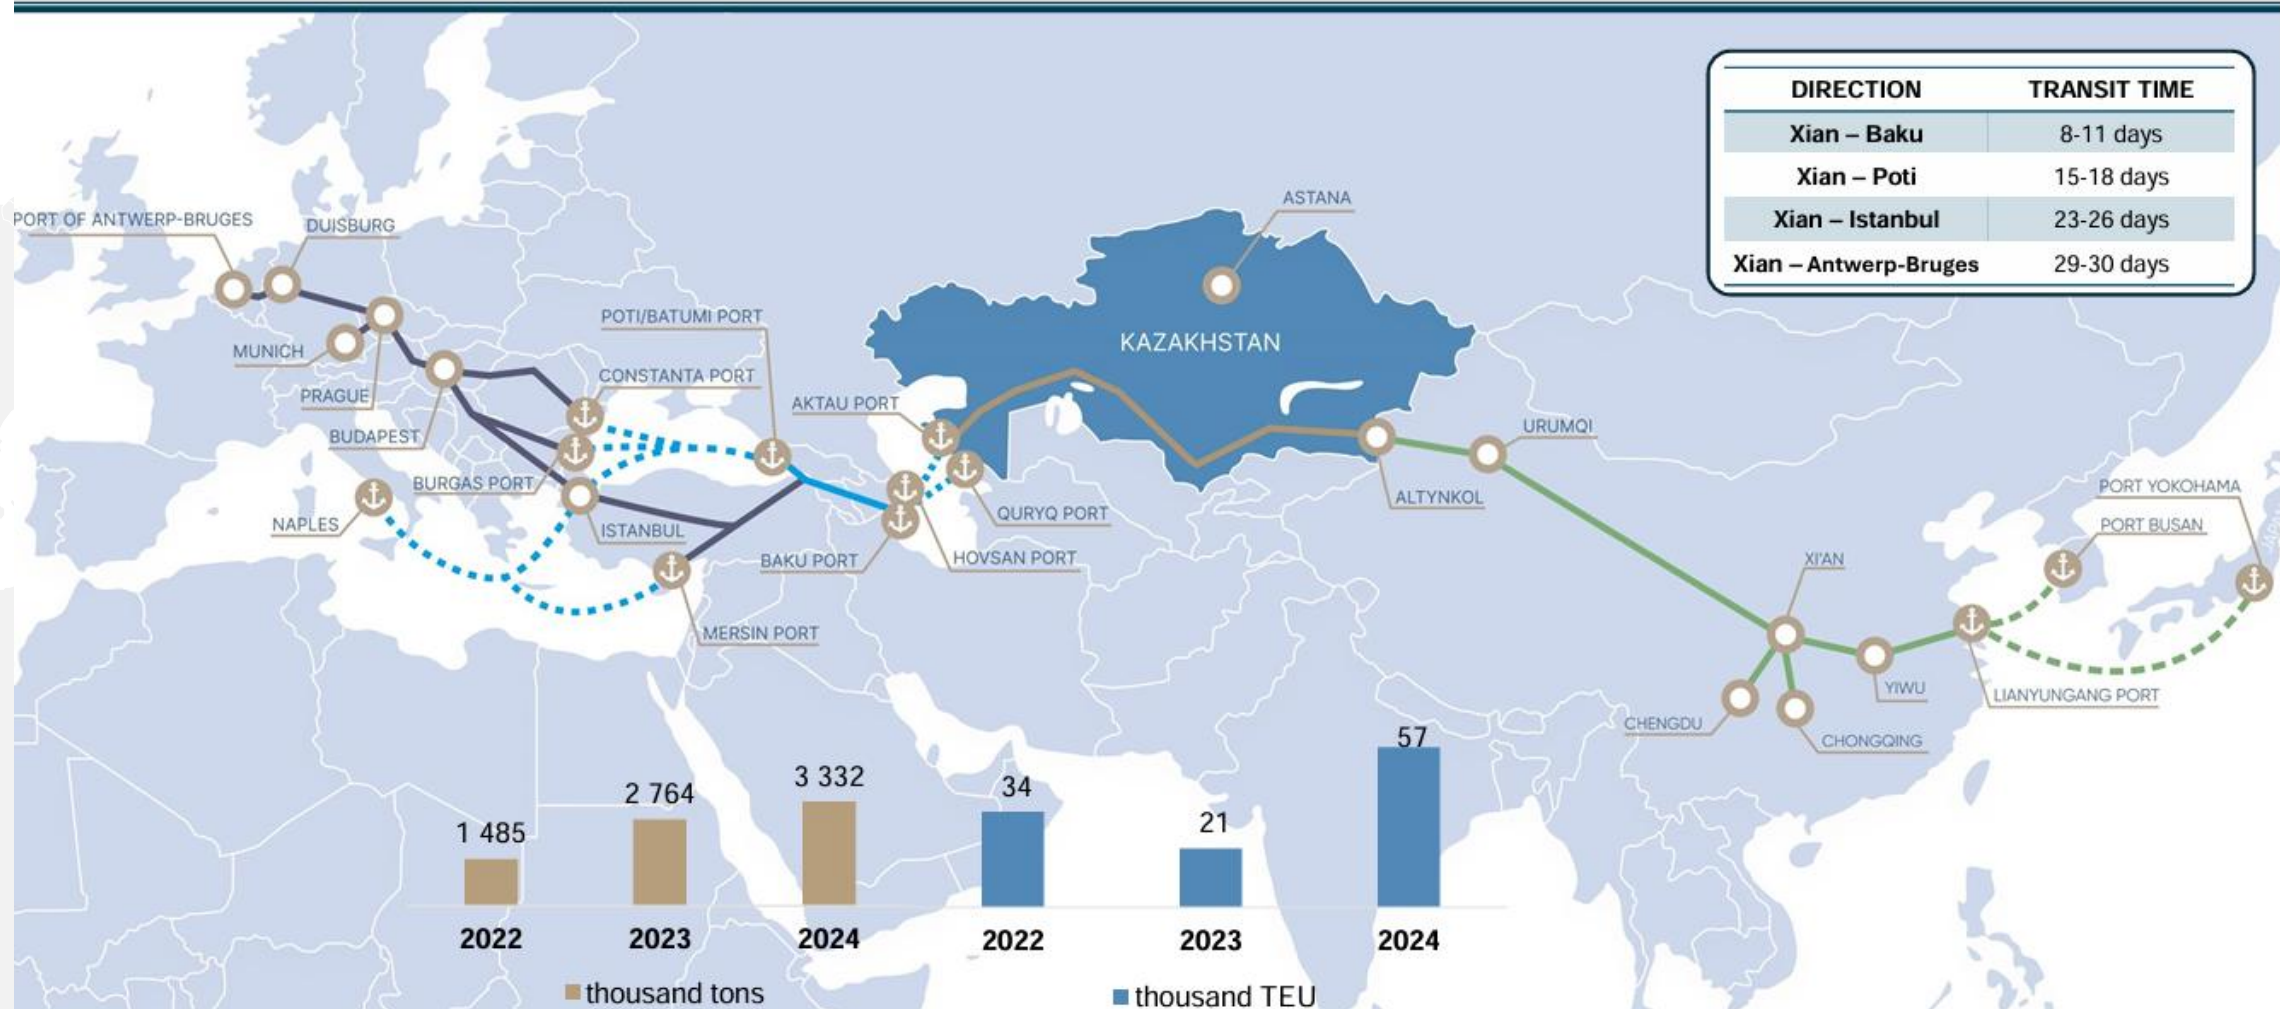 DIRECTION TRANSIT TIME
Xian – Baku 8-11 days
Xian – Poti 15-18 days
Xian – Istanbul 23-26 days
Xian – Antwerp-Bruges 29-30 days
ASTANA
PORT OF ANTWERP-BRUGES
DUISBURG
POTI/BATUMI PORT
KAZAKHSTAN
MUNICH
CONSTANTA PORT
PRAGUE
AKTAU PORT
URUMQI
BUDAPEST
BURGAS PORT
PORT YOKOHAMA
ALTYNKOL
QURYQ PORT
NAPLES
PORT BUSAN
ISTANBUL
BAKU PORT
HOVSAN PORT
XI'AN
MERSIN PORT
YIWU
LIANYUNGANG PORT
CHENGDU
CHONGQING
1 485
2 764
3 332
34
21
57
2022 2023 2024 2022 2023 2024
thousand tons
thousand TEU